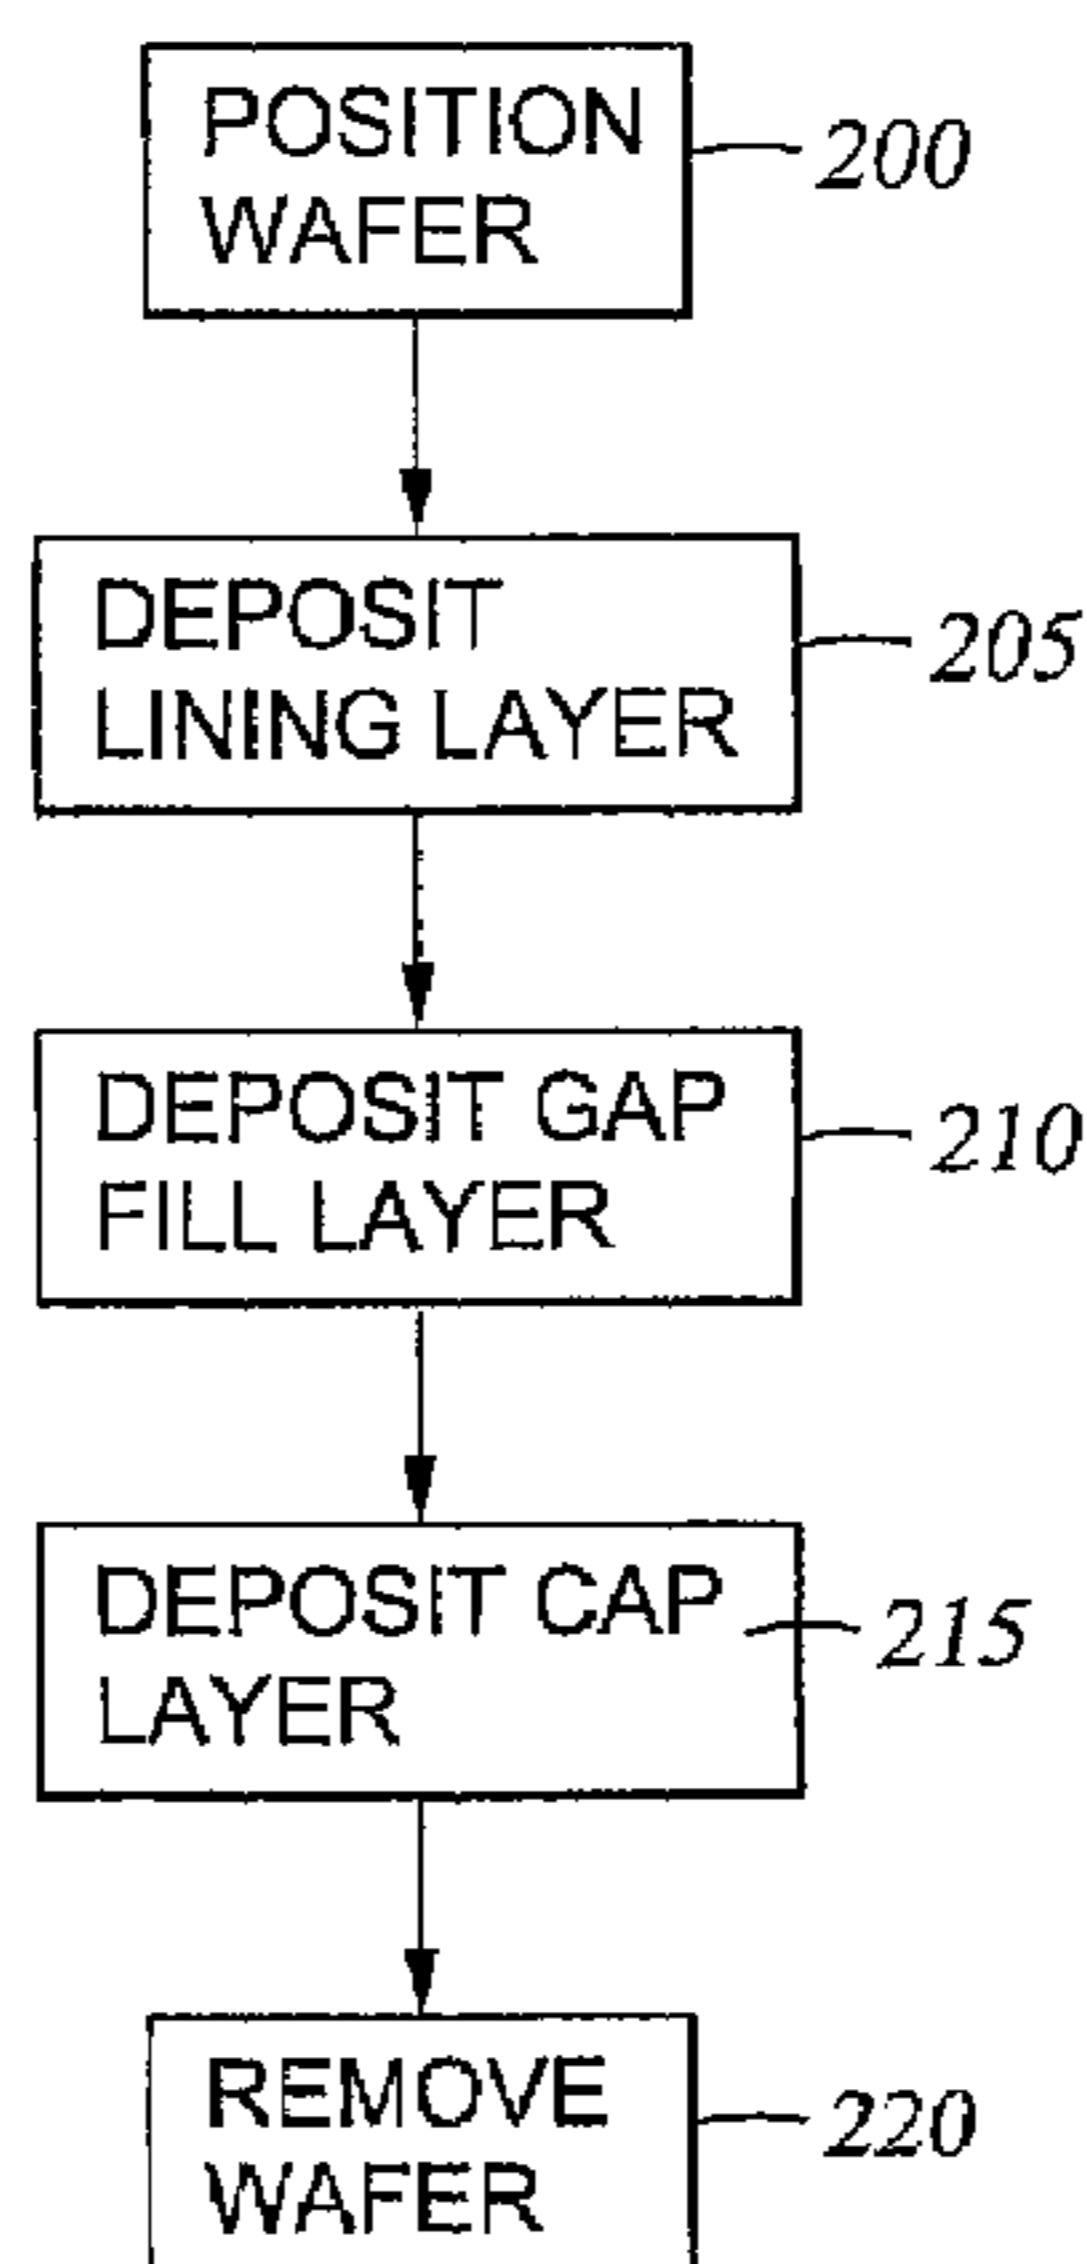 POSITION
WAFER
200
DEPOSIT
LINING LAYER
205
DEPOSIT GAP
FILL LAYER
210
DEPOSIT CAP
LAYER
215
REMOVE
WAFER
220